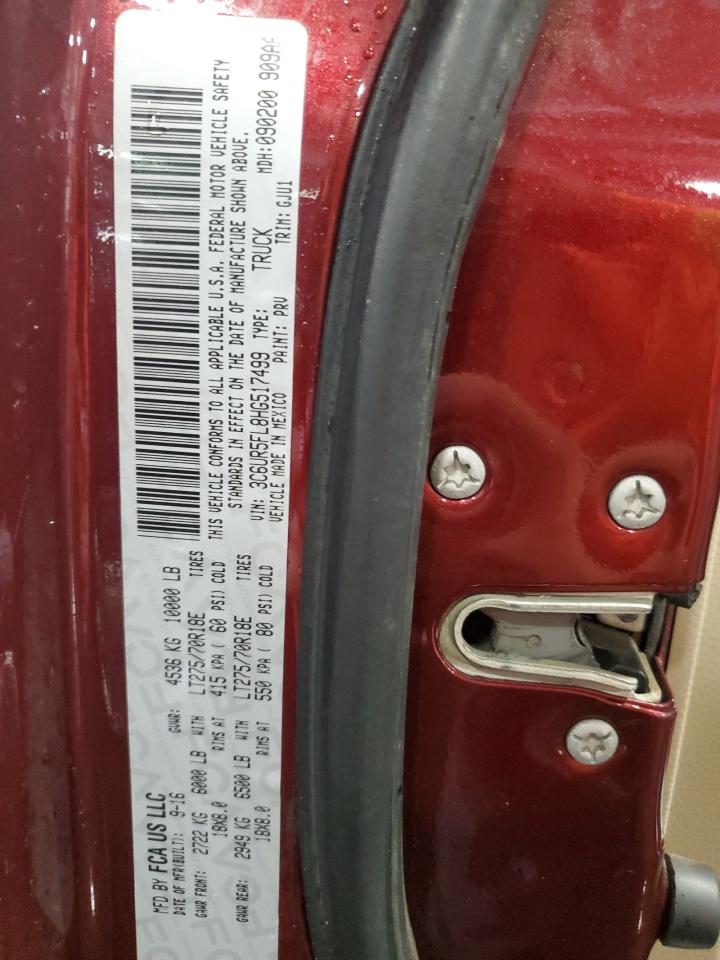 MFD BY FCA US LLC
DATE OF MFR(BUILT): 9-16 GVWR: 4536 KG 10000 LB
GAWR FRONT: 2722 KG 6000 LB WITH LT275/70R18E TIRES
18X8.0 RIMS AT 415 KPA ( 60 PSI) COLD
GAWR REAR: 2949 KG 6500 LB WITH LT275/70R18E TIRES
18X8.0 RIMS AT 550 KPA ( 80 PSI) COLD
THIS VEHICLE CONFORMS TO ALL APPLICABLE U.S.A. FEDERAL MOTOR VEHICLE SAFETY
STANDARDS IN EFFECT ON THE DATE OF MANUFACTURE SHOWN ABOVE.
VIN: 3C6UR5FL8HG517499 TYPE: TRUCK MDH:090200 909AF
VEHICLE MADE IN MEXICO PAINT: PRV TRIM: GJU1